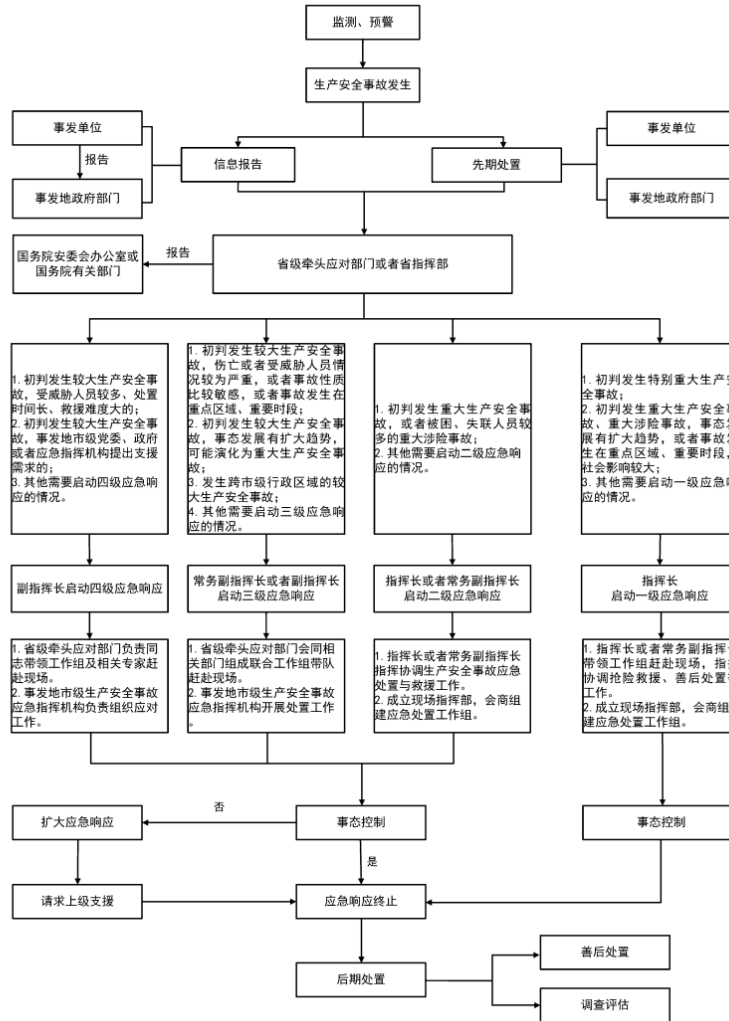 监测、预警
生产安全事故发生
事发单位
报告
事发地政府部门
信息报告
先期处置
事发单位
事发地政府部门
国务院安委会办公室或
国务院有关部门
报告
省级牵头应对部门或者省指挥部
1. 初判发生较大生产安全事
故，受威胁人员较多、处置
时间长、救援难度大的；
2. 初判发生较大生产安全事
故，事发地市级党委、政府
或者应急指挥机构提出支援
需求的；
3. 其他需要启动四级应急响
应的情况。
1. 初判发生较大生产安全事
故，伤亡或者受威胁人员情
况较为严重，或者事故性质
比较敏感，或者事故发生在
重点区域、重要时段；
2. 初判发生较大生产安全事
故，事态发展有扩大趋势，
可能演化为重大生产安全事
故；
3. 发生跨市级行政区域的较
大生产安全事故；
4. 其他需要启动三级应急响
应的情况。
1. 初判发生重大生产安全事
故，或者被困、失联人员较
多的重大涉险事故；
2. 其他需要启动二级应急响
应的情况。
1. 初判发生特别重大生产
全事故；
2. 初判发生重大生产安全
故、重大涉险事故，事态
展有扩大趋势，或者事故
生在重点区域、重要时段，
社会影响较大；
3. 其他需要启动一级应急
应的情况。
副指挥长启动四级应急响应
常务副指挥长或者副指挥长
启动三级应急响应
指挥长或者常务副指挥长
启动二级应急响应
指挥长
启动一级应急响应
1. 省级牵头应对部门负责同
志带领工作组及相关专家赶
赴现场。
2. 事发地市级生产安全事故
应急指挥机构负责组织应对
工作。
1. 省级牵头应对部门会同相
关部门组成联合工作组带队
赶赴现场。
2. 事发地市级生产安全事故
应急指挥机构开展处置工作
。
1. 指挥长或者常务副指挥长
指挥协调生产安全事故应急
处置与救援工作。
2. 成立现场指挥部，会商组
建应急处置工作组。
1. 指挥长或者常务副指挥
带领工作组赶赴现场，指
协调抢险救援、善后处置
工作。
2. 成立现场指挥部，会商组
建应急处置工作组。
扩大应急响应
否
事态控制
事态控制
是
请求上级支援
应急响应终止
后期处置
善后处置
调查评估